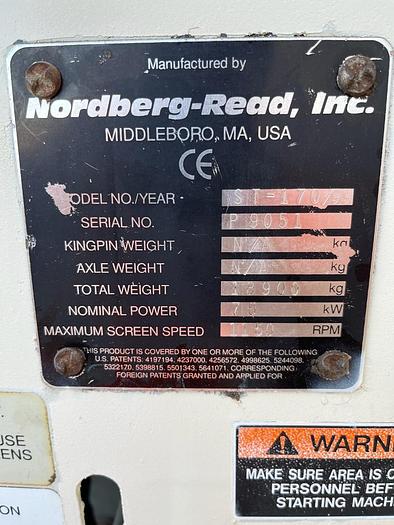 Manufactured by
Nordberg-Read, Inc.
MIDDLEBORO, MA, USA
CE
ODEL NO./YEAR
SERIAL NO. P 9051
KINGPIN WEIGHT N/A kg
AXLE WEIGHT N/A kg
TOTAL WEIGHT kg
NOMINAL POWER kW
MAXIMUM SCREEN SPEED RPM
THIS PRODUCT IS COVERED BY ONE OR MORE OF THE FOLLOWING
U.S. PATENTS: 4197194, 4237000, 4256572, 4998625, 5244098,
5322170, 5398815, 5501343, 5641071. CORRESPONDING
FOREIGN PATENTS GRANTED AND APPLIED FOR
USE
ENS
ON
WARN
MAKE SURE AREA IS
PERSONNEL BEF
STARTING MACH